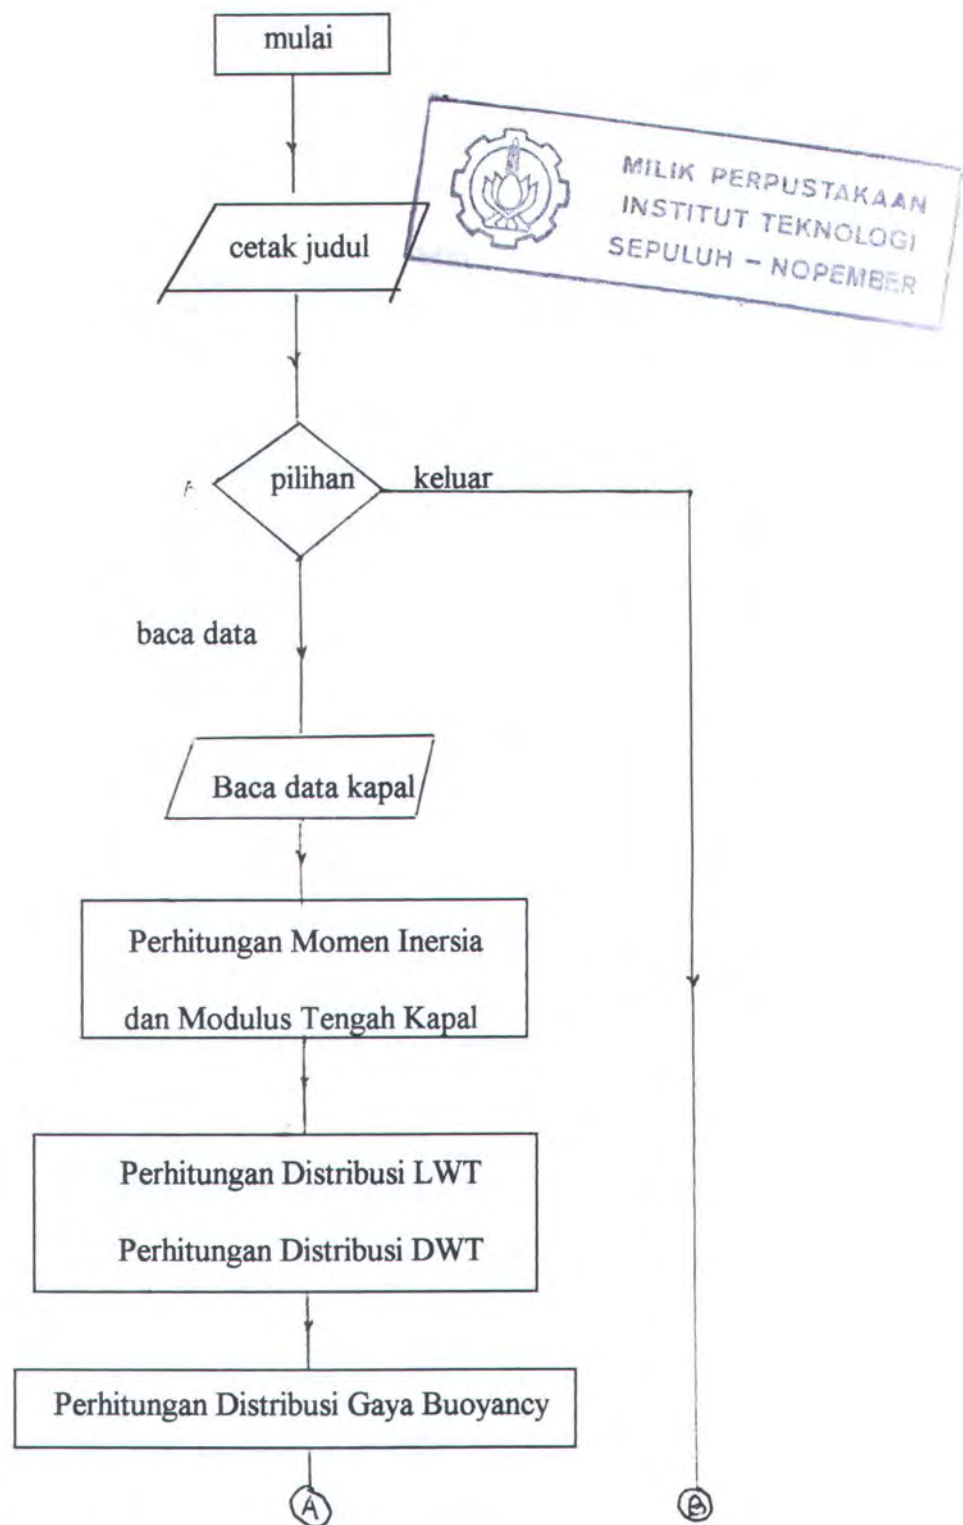 mulai
MILIK PERPUSTAKAAN
INSTITUT TEKNOLOGI
SEPULUH - NOPEMBER
cetak judul
pilihan
keluar
baca data
Baca data kapal
Perhitungan Momen Inersia
dan Modulus Tengah Kapal
Perhitungan Distribusi LWT
Perhitungan Distribusi DWT
Perhitungan Distribusi Gaya Buoyancy
A
B